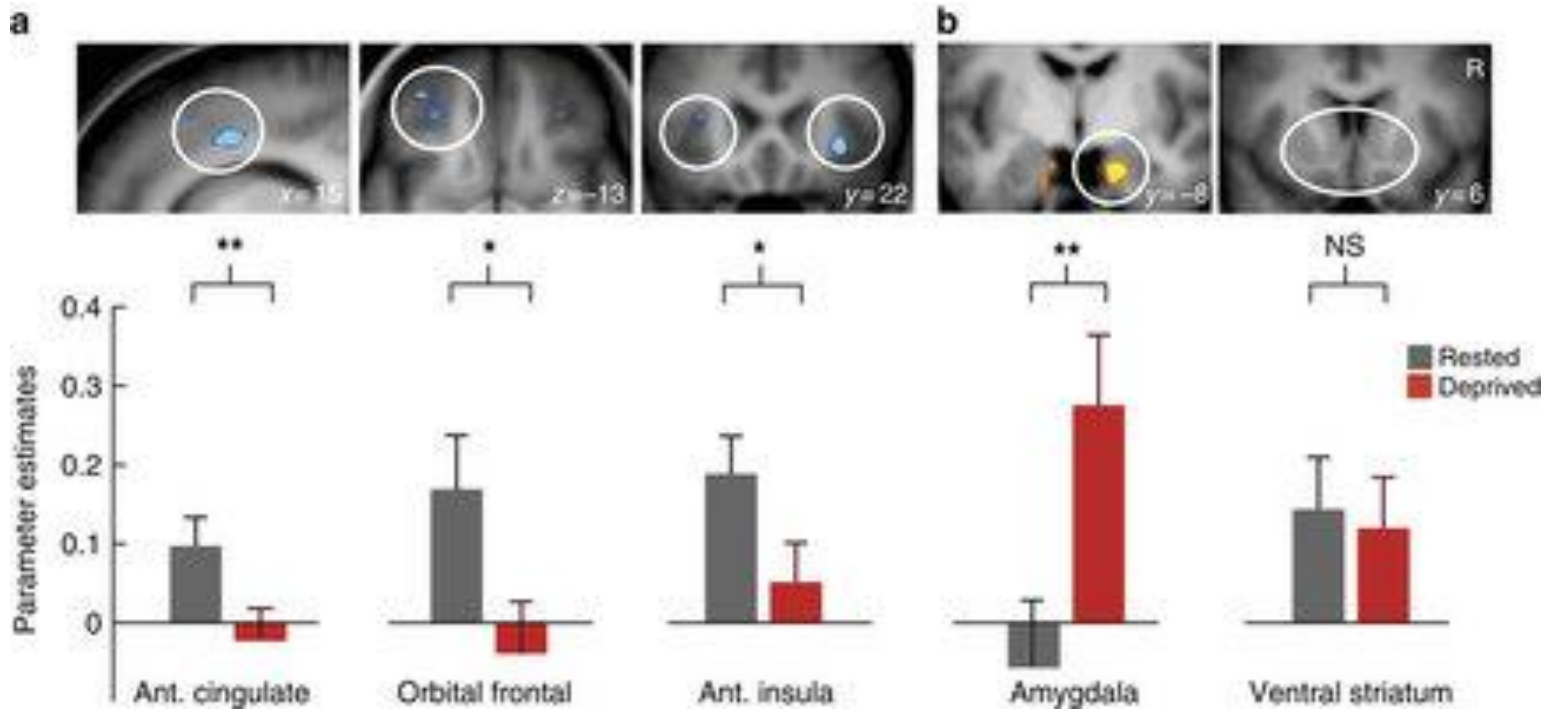 a
b
x=15
z=−13
y=22
y=−8
R
y=6
**
*
*
**
NS
0.4
0.3
0.2
0.1
0
Parameter estimates
Rested
Deprived
Ant. cingulate
Orbital frontal
Ant. insula
Amygdala
Ventral striatum